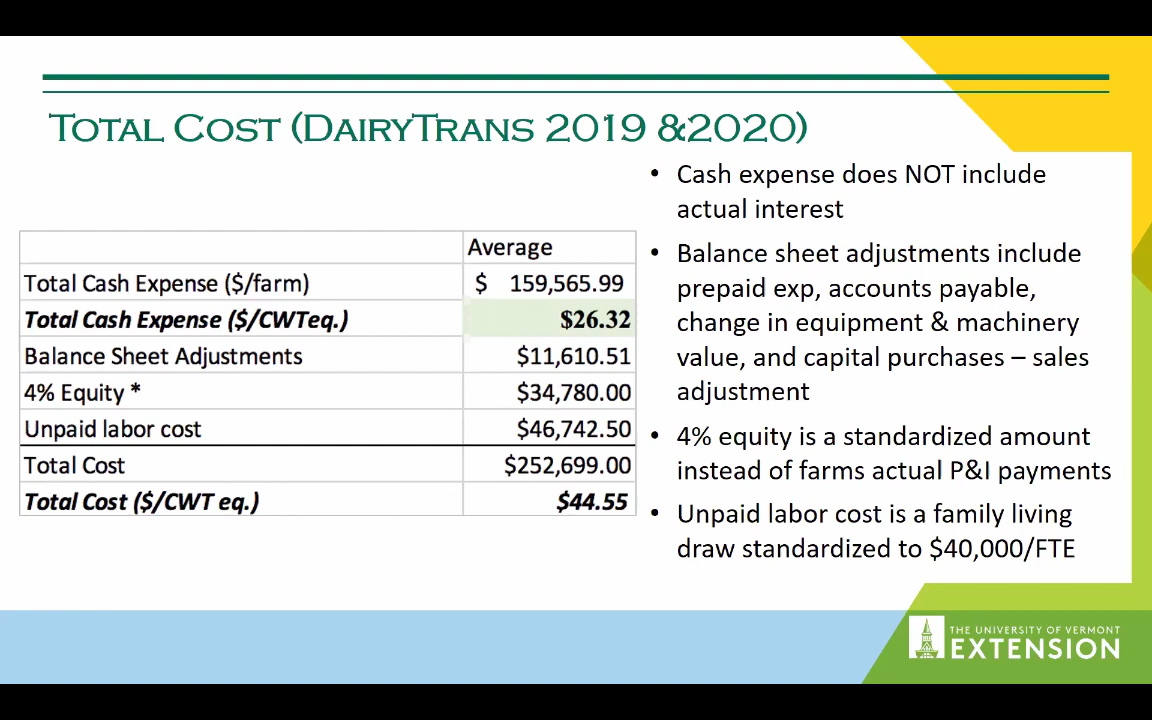 TOTAL COST (DAIRYTRANS 2019 &2020)
Average
Total Cash Expense ($/farm) $ 159,565.99
Total Cash Expense ($/CWTeq.) $26.32
Balance Sheet Adjustments $11,610.51
4% Equity * $34,780.00
Unpaid labor cost $46,742.50
Total Cost $252,699.00
Total Cost ($/CWT eq.) $44.55
• Cash expense does NOT include
actual interest
• Balance sheet adjustments include
prepaid exp, accounts payable,
change in equipment & machinery
value, and capital purchases – sales
adjustment
• 4% equity is a standardized amount
instead of farms actual P&I payments
• Unpaid labor cost is a family living
draw standardized to $40,000/FTE
THE UNIVERSITY OF VERMONT
EXTENSION